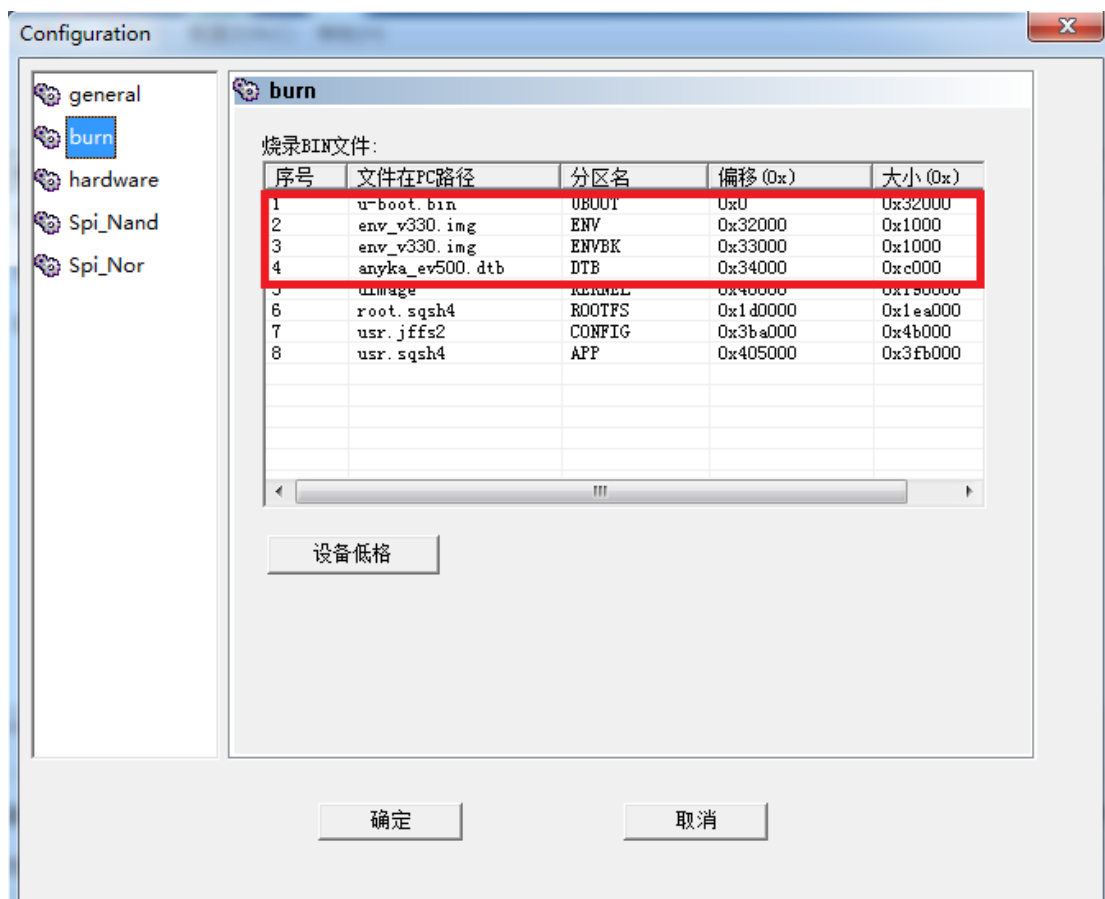 Configuration
general
burn
hardware
Spi_Nand
Spi_Nor
burn
烧录BIN文件:
序号 文件在PC路径 分区名 偏移(0x) 大小(0x)
1 u-boot.bin UBOOT 0x0 0x32000
2 env_v330.img ENV 0x32000 0x1000
3 env_v330.img ENVBK 0x33000 0x1000
4 anyka_ev500.dtb DTB 0x34000 0xc000
5 uImage KERNEL 0x40000 0x190000
6 root.sqsh4 ROOTFS 0x1d0000 0x1ea000
7 usr.jffs2 CONFIG 0x3ba000 0x4b000
8 usr.sqsh4 APP 0x405000 0x3fb000
设备低格
确定 取消